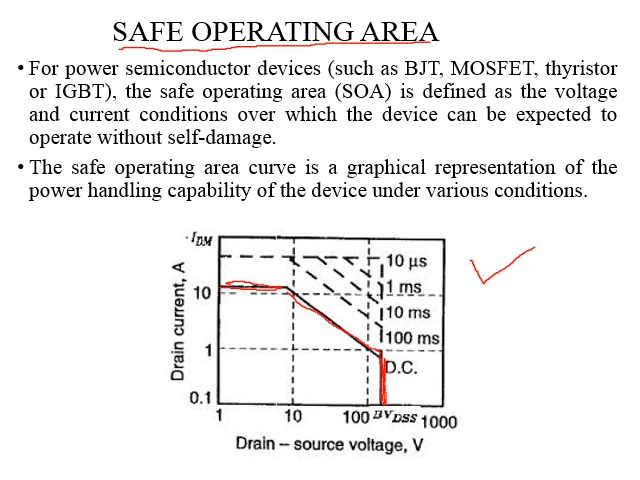 SAFE OPERATING AREA
• For power semiconductor devices (such as BJT, MOSFET, thyristor
or IGBT), the safe operating area (SOA) is defined as the voltage
and current conditions over which the device can be expected to
operate without self-damage.
• The safe operating area curve is a graphical representation of the
power handling capability of the device under various conditions.
IDM
10 µs
1 ms
10 ms
100 ms
D.C.
Drain current, A
10
1
0.1
1 10 100 BVDSS 1000
Drain – source voltage, V